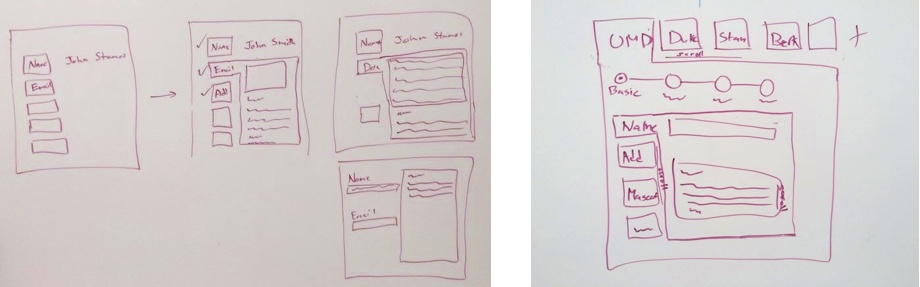 Name John Stamos
Email
Name John Smith
Email
Add
Name John Stamos
Name
Email
UMD Duke Stan Berk +
scroll
Basic
Name
Add
Mascot